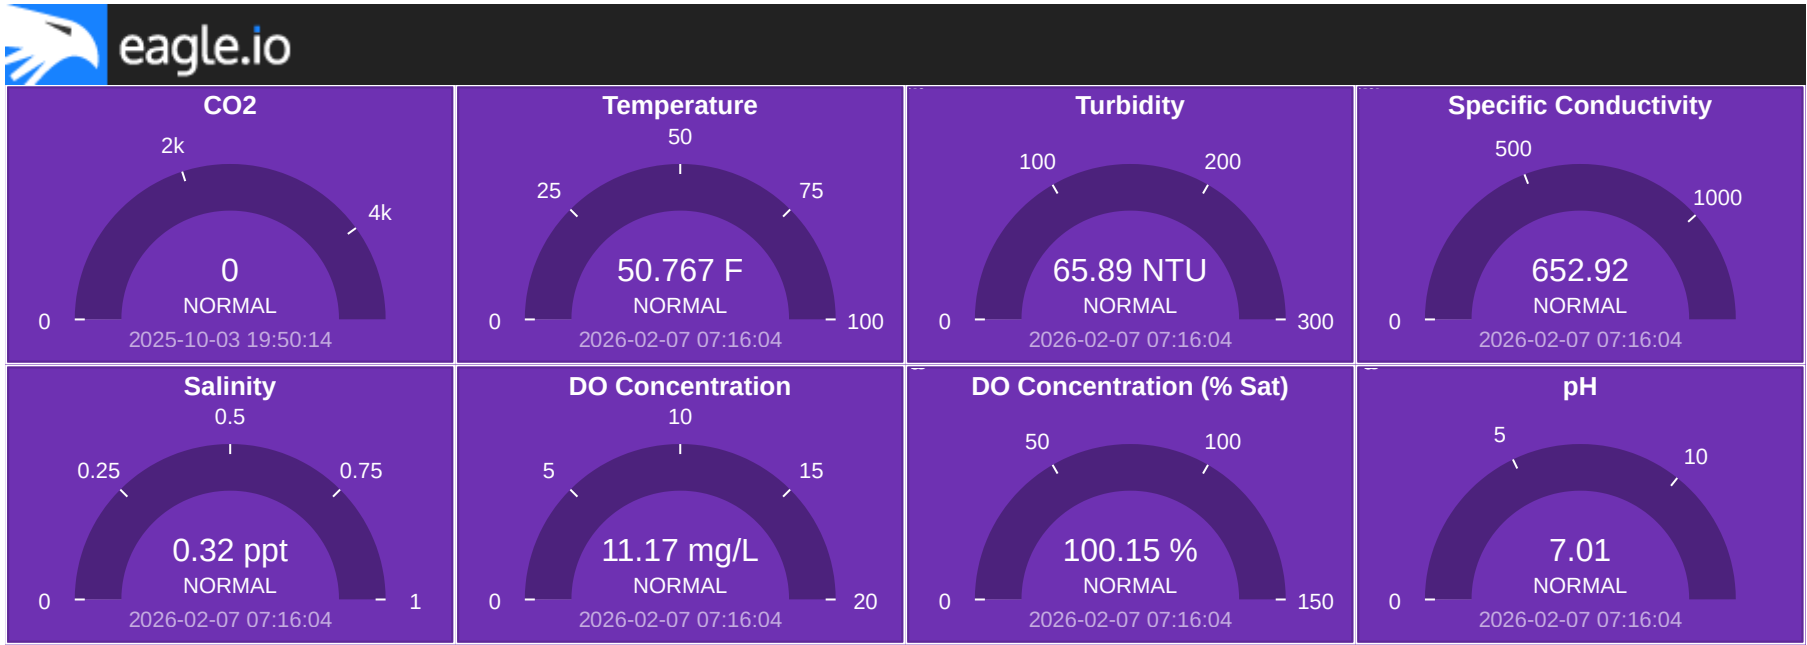 eagle.io
CO2
2k
4k
0
0
NORMAL
2025-10-03 19:50:14
Temperature
50
25
75
50.767 F
NORMAL
0
100
2026-02-07 07:16:04
Turbidity
100
200
65.89 NTU
NORMAL
0
300
2026-02-07 07:16:04
Specific Conductivity
500
1000
652.92
NORMAL
0
2026-02-07 07:16:04
Salinity
0.5
0.25
0.75
0.32 ppt
NORMAL
0
1
2026-02-07 07:16:04
DO Concentration
10
5
15
11.17 mg/L
NORMAL
0
20
2026-02-07 07:16:04
DO Concentration (% Sat)
50
100
100.15 %
NORMAL
0
150
2026-02-07 07:16:04
pH
5
10
7.01
NORMAL
0
2026-02-07 07:16:04